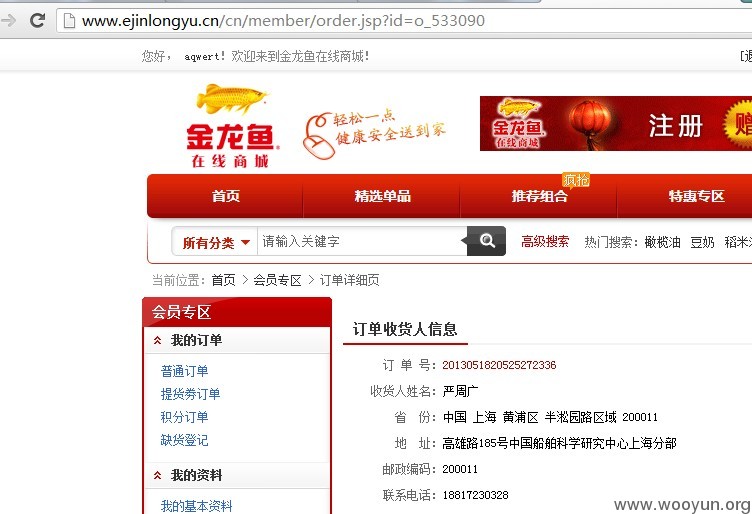 www.ejinlongyu.cn/cn/member/order.jsp?id=o_533090
您好， aqwert！欢迎来到金龙鱼在线商城！ [退
金龙鱼
在线商城
轻松一点
健康安全送到家
金龙鱼
在线商城
注册 赠
首页 精选单品 推荐组合 疯抢 特惠专区
所有分类 请输入关键字 高级搜索 热门搜索：橄榄油 豆奶 稻米
当前位置：首页 > 会员专区 > 订单详细页
会员专区
我的订单
普通订单
提货券订单
积分订单
缺货登记
我的资料
我的基本资料
订单收货人信息
订 单 号：2013051820525272336
收货人姓名：严周广
省 份：中国 上海 黄浦区 半淞园路区域 200011
地 址：高雄路185号中国船舶科学研究中心上海分部
邮政编码：200011
联系电话：18817230328
www.wooyun.org